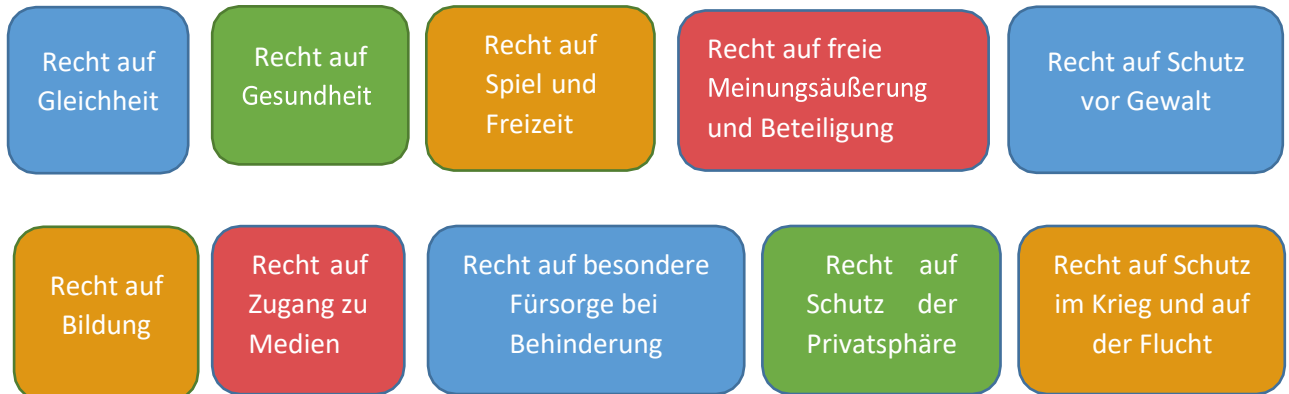 Recht auf
Gleichheit
Recht auf
Gesundheit
Recht auf
Spiel und
Freizeit
Recht auf freie
Meinungsäußerung
und Beteiligung
Recht auf Schutz
vor Gewalt
Recht auf
Bildung
Recht auf
Zugang zu
Medien
Recht auf besondere
Fürsorge bei
Behinderung
Recht auf
Schutz der
Privatsphäre
Recht auf Schutz
im Krieg und auf
der Flucht